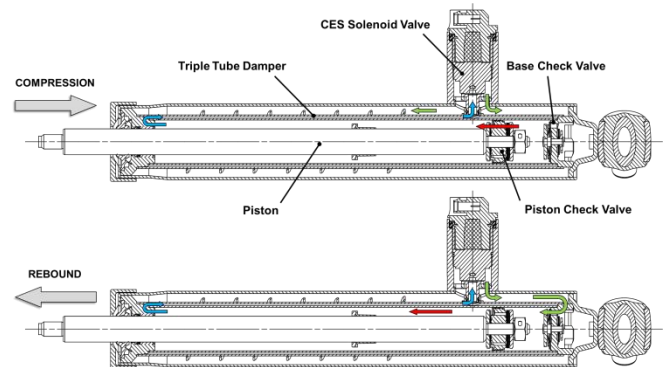 CES Solenoid Valve
COMPRESSION
Triple Tube Damper
Base Check Valve
Piston
Piston Check Valve
REBOUND